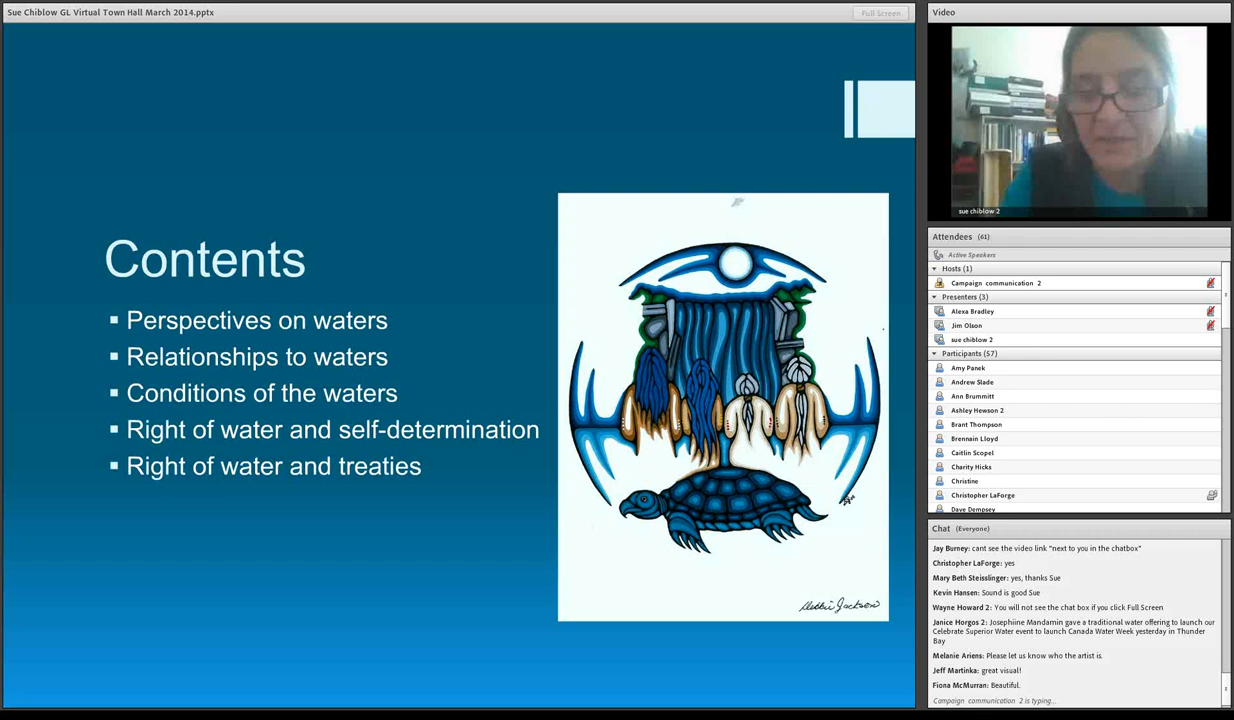 Sue Chiblow GL Virtual Town Hall March 2014.pptx
Full Screen
Contents
Perspectives on waters
Relationships to waters
Conditions of the waters
Right of water and self-determination
Right of water and treaties
Debbie Jackson
Video
sue chiblow 2
Attendees (61)
Active Speakers
Hosts (1)
Campaign communication 2
Presenters (3)
Alexa Bradley
Jim Olson
sue chiblow 2
Participants (57)
Amy Panek
Andrew Slade
Ann Brummitt
Ashley Hewson 2
Brant Thompson
Brennain Lloyd
Caitlin Scopel
Charity Hicks
Christine
Christopher LaForge
Dave Dempsey
Chat (Everyone)
Jay Burney: cant see the video link "next to you in the chatbox"
Christopher LaForge: yes
Mary Beth Steisslinger: yes, thanks Sue
Kevin Hansen: Sound is good Sue
Wayne Howard 2: You will not see the chat box if you click Full Screen
Janice Horgos 2: Josephiine Mandamin gave a traditional water offering to launch our
Celebrate Superior Water event to launch Canada Water Week yesterday in Thunder
Bay
Melanie Ariens: Please let us know who the artist is.
Jeff Martinka: great visual!
Fiona McMurran: Beautiful.
Campaign communication 2 is typing...